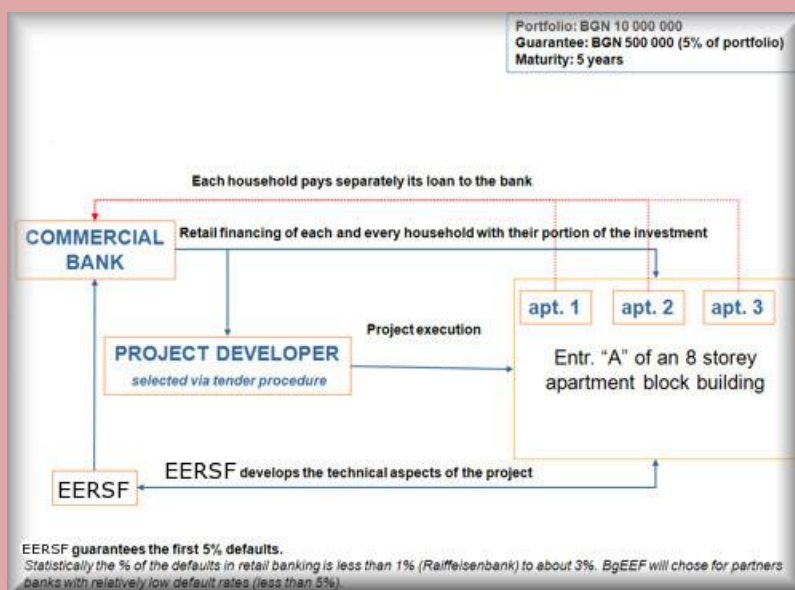 Portfolio: BGN 10 000 000
Guarantee: BGN 500 000 (5% of portfolio)
Maturity: 5 years
Each household pays separately its loan to the bank
COMMERCIAL
BANK
Retail financing of each and every household with their portion of the investment
apt. 1
apt. 2
apt. 3
Project execution
PROJECT DEVELOPER
selected via tender procedure
Entr. “A” of an 8 storey
apartment block building
EERSF develops the technical aspects of the project
EERSF
EERSF guarantees the first 5% defaults.
Statistically the % of the defaults in retail banking is less than 1% (Raiffeisenbank) to about 3%. BgEEF will chose for partners
banks with relatively low default rates (less than 5%).